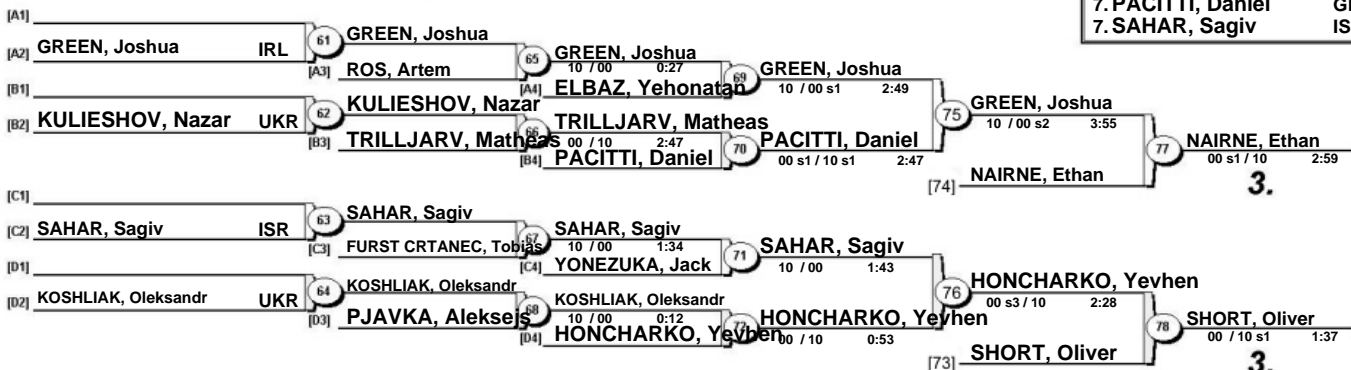 7. PACITTI, Daniel
7. SAHAR, Sagiv
[A1]
GREEN, Joshua
61
[A2] GREEN, Joshua IRL
GREEN, Joshua
[A3] ROS, Artem
65
10 / 00 0:27
GREEN, Joshua
[B1]
[A4] ELBAZ, Yehonatan
69
10 / 00 s1 2:49
KULIESHOV, Nazar
GREEN, Joshua
[B2] KULIESHOV, Nazar UKR
62
TRILLJARV, Matheas
75
10 / 00 s2 3:55
[B3] TRILLJARV, Matheas
66
00 / 10 2:47
PACITTI, Daniel
NAIRNE, Ethan
[B4] PACITTI, Daniel
70
00 s1 / 10 s1 2:47
77
00 s1 / 10 2:59
[74] NAIRNE, Ethan
3.
[C1]
SAHAR, Sagiv
63
[C2] SAHAR, Sagiv ISR
SAHAR, Sagiv
[C3] FURST CRTANEC, Tobias
67
10 / 00 1:34
SAHAR, Sagiv
[D1]
[C4] YONEZUKA, Jack
71
10 / 00 1:43
KOSHLIAK, Oleksandr
HONCHARKO, Yevhen
[D2] KOSHLIAK, Oleksandr UKR
64
KOSHLIAK, Oleksandr
76
00 s3 / 10 2:28
[D3] PJAVKA, Aleksejs
68
10 / 00 0:12
HONCHARKO, Yevhen
SHORT, Oliver
[D4] HONCHARKO, Yevhen
72
00 / 10 0:53
78
00 / 10 s1 1:37
[73] SHORT, Oliver
3.